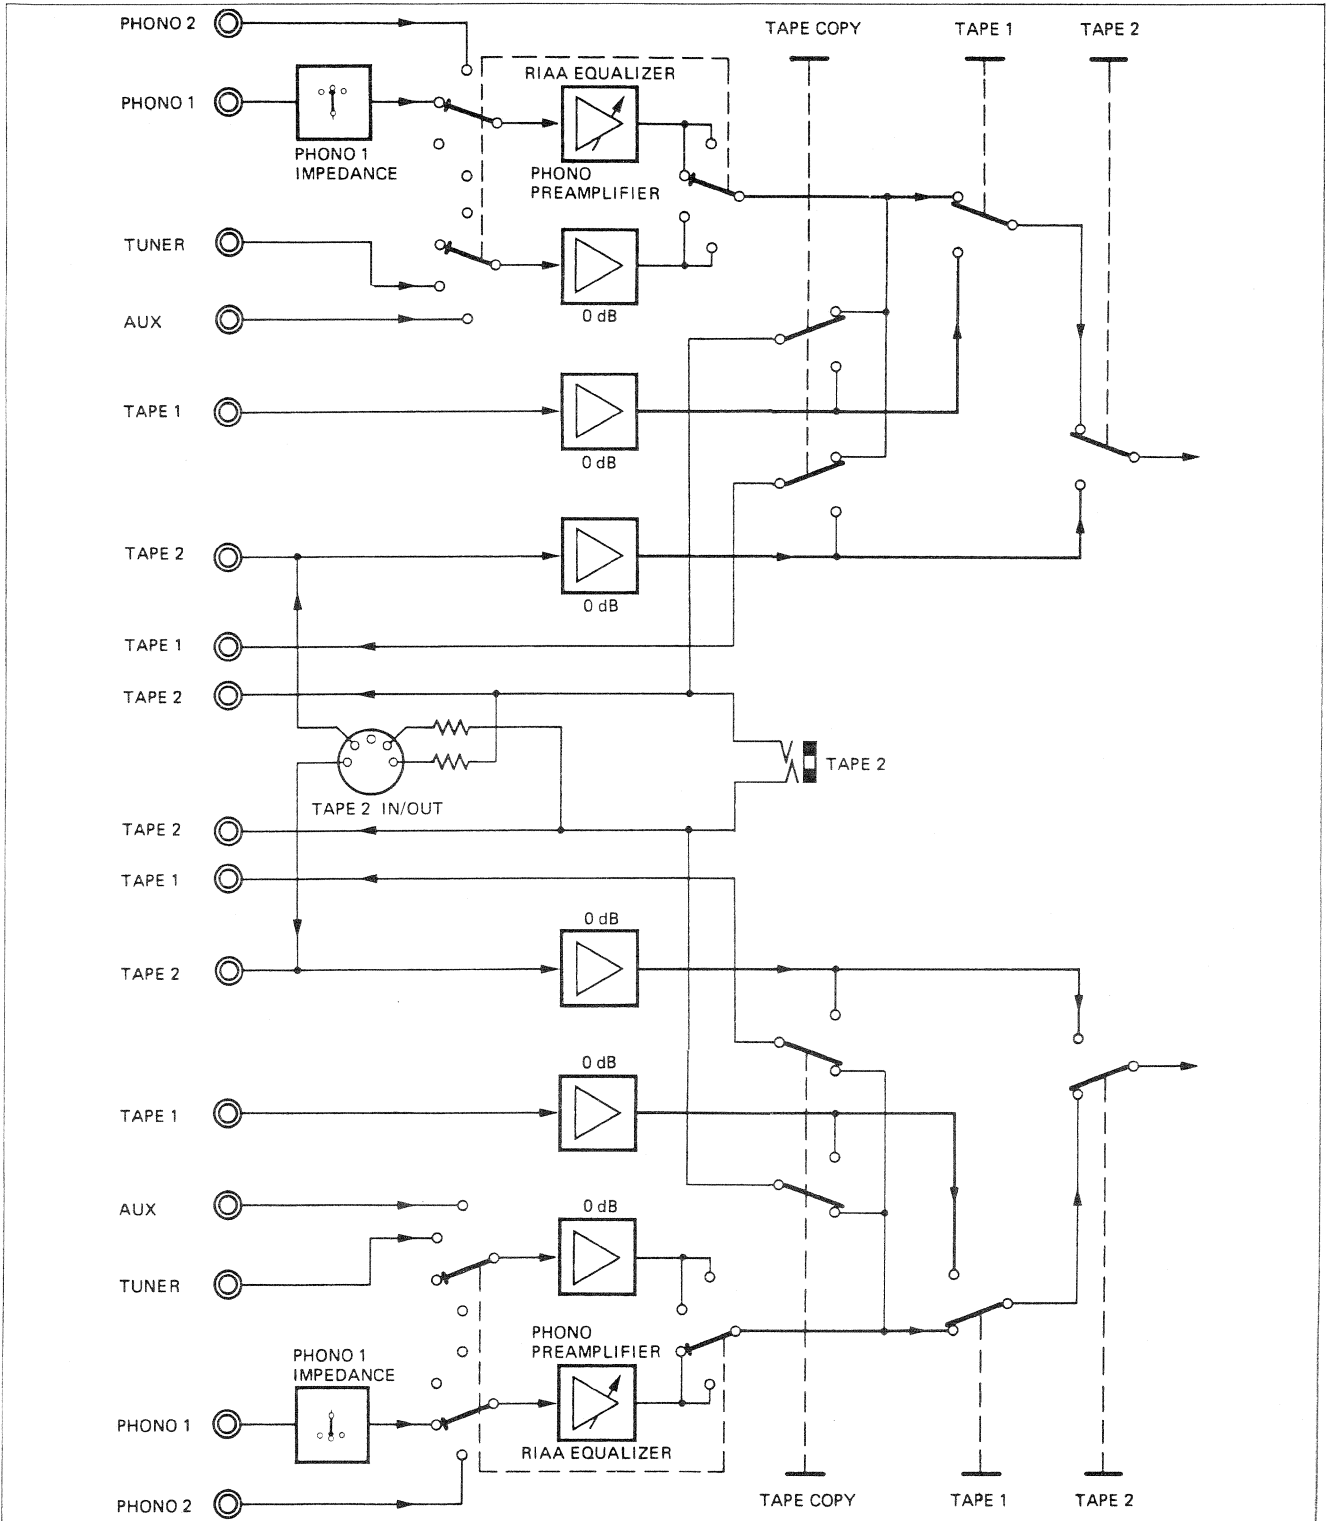 PHONO 2
TAPE COPY
TAPE 1
TAPE 2
RIAA EQUALIZER
PHONO 1
PHONO 1
IMPEDANCE
PHONO
PREAMPLIFIER
TUNER
0 dB
AUX
TAPE 1
0 dB
TAPE 2
0 dB
TAPE 1
TAPE 2
TAPE 2
TAPE 2 IN/OUT
TAPE 2
TAPE 1
0 dB
TAPE 2
0 dB
TAPE 1
0 dB
AUX
TUNER
PHONO
PREAMPLIFIER
PHONO 1
IMPEDANCE
PHONO 1
RIAA EQUALIZER
TAPE COPY
TAPE 1
TAPE 2
PHONO 2